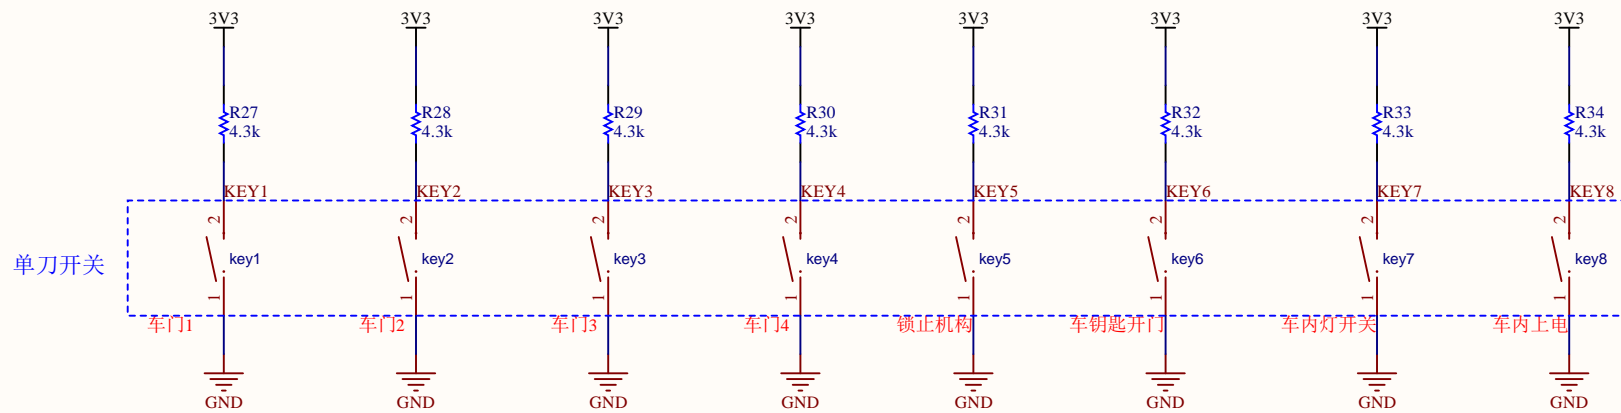 3V3 3V3 3V3 3V3 3V3 3V3 3V3 3V3
R27 R28 R29 R30 R31 R32 R33 R34
4.3k 4.3k 4.3k 4.3k 4.3k 4.3k 4.3k 4.3k
KEY1 KEY2 KEY3 KEY4 KEY5 KEY6 KEY7 KEY8
2 2 2 2 2 2 2 2
单刀开关 key1 key2 key3 key4 key5 key6 key7 key8
1 1 1 1 1 1 1 1
车门1 车门2 车门3 车门4 锁止机构 车钥匙开门 车内灯开关 车内上电
GND GND GND GND GND GND GND GND